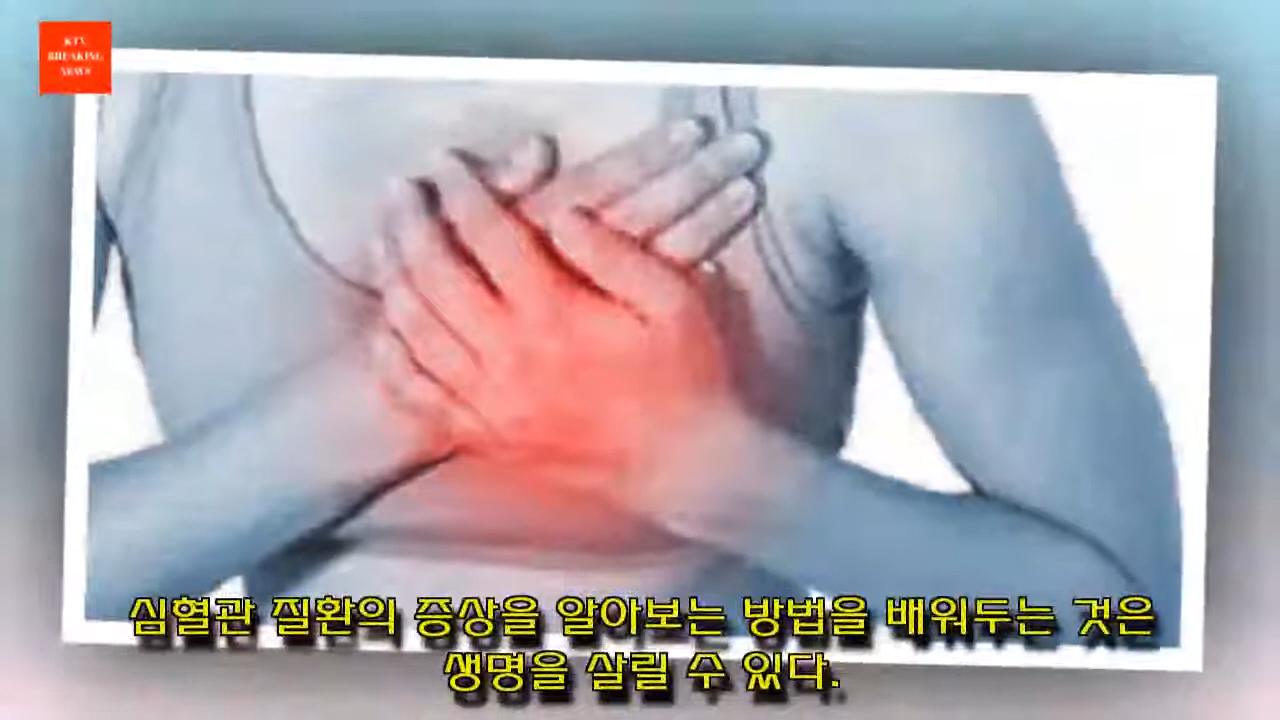 KTX
BREAKING
NEWS
심혈관 질환의 증상을 알아보는 방법을 배워두는 것은
생명을 살릴 수 있다.